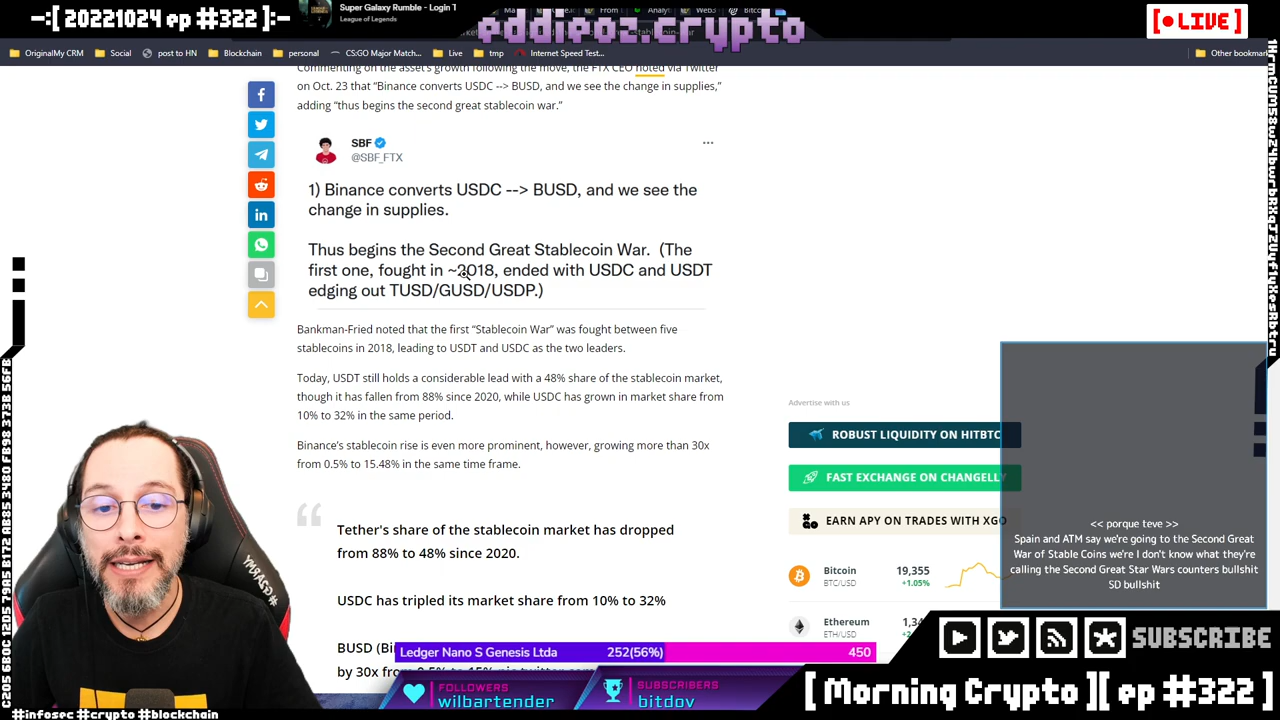 -:[ 20221024 ep #322 ]:-
Super Galaxy Rumble - Login
League of Legends
eddieoz.crypto
[ LIVE ]
OriginalMy CRM
Social
post to HN
Blockchain
personal
CS:GO Major Match...
Live
tmp
Internet Speed Test...
Other bookmar
Commenting on the asset's growth following the move, the FTX CEO noted via Twitter
on Oct. 23 that "Binance converts USDC --> BUSD, and we see the change in supplies,"
adding "thus begins the second great stablecoin war."
SBF
@SBF_FTX
1) Binance converts USDC --> BUSD, and we see the
change in supplies.
Thus begins the Second Great Stablecoin War. (The
first one, fought in ~2018, ended with USDC and USDT
edging out TUSD/GUSD/USDP.)
Bankman-Fried noted that the first "Stablecoin War" was fought between five
stablecoins in 2018, leading to USDT and USDC as the two leaders.
Today, USDT still holds a considerable lead with a 48% share of the stablecoin market,
though it has fallen from 88% since 2020, while USDC has grown in market share from
10% to 32% in the same period.
Binance's stablecoin rise is even more prominent, however, growing more than 30x
from 0.5% to 15.48% in the same time frame.
Tether's share of the stablecoin market has dropped
from 88% to 48% since 2020.
USDC has tripled its market share from 10% to 32%
BUSD (Bi
Advertise with us
ROBUST LIQUIDITY ON HITBTC
FAST EXCHANGE ON CHANGELLY
EARN APY ON TRADES WITH XGO
Bitcoin
BTC/USD
19,355
+1.05%
Ethereum
ETH/USD
<< porque teve >>
Spain and ATM say we're going to the Second Great
War of Stable Coins we're I don't know what they're
calling the Second Great Star Wars counters bullshit
SD bullshit
Ledger Nano S Genesis Ltda
252(56%)
450
FOLLOWERS
wilbartender
SUBSCRIBERS
bitdov
SUBSCRIBE
[ Morning Crypto ][ ep #322 ]
#infosec #crypto #blockchain